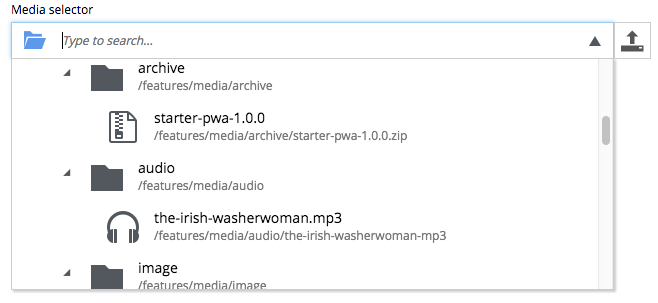 Media selector
Type to search...
archive
/features/media/archive
starter-pwa-1.0.0
/features/media/archive/starter-pwa-1.0.0.zip
audio
/features/media/audio
the-irish-washerwoman.mp3
/features/media/audio/the-irish-washerwoman-mp3
image
/features/media/image